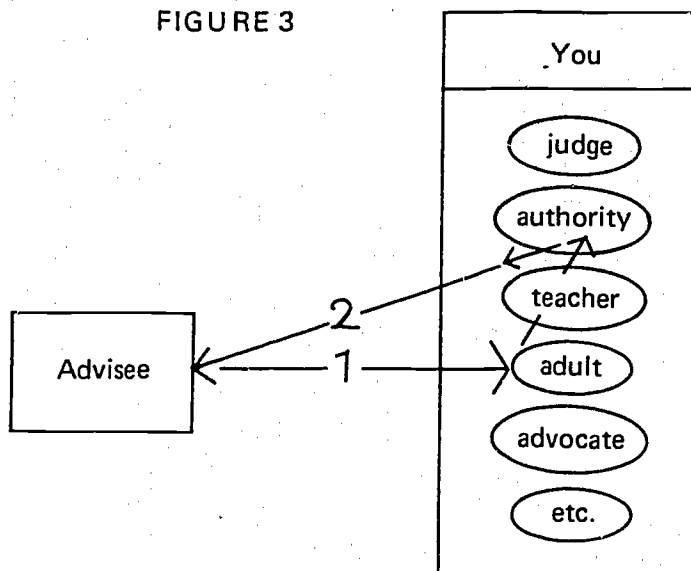 FIGURE 3
You
judge
authority
teacher
2
Advisee
1
adult
advocate
etc.